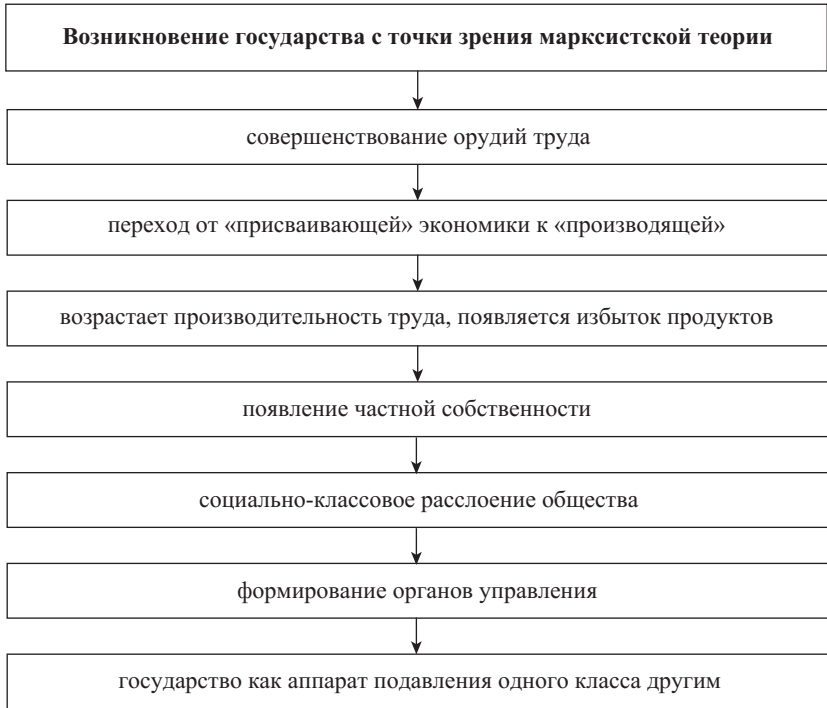 Возникновение государства с точки зрения марксистской теории
совершенствование орудий труда
переход от «присваивающей» экономики к «производящей»
возрастает производительность труда, появляется избыток продуктов
появление частной собственности
социально-классовое расслоение общества
формирование органов управления
государство как аппарат подавления одного класса другим